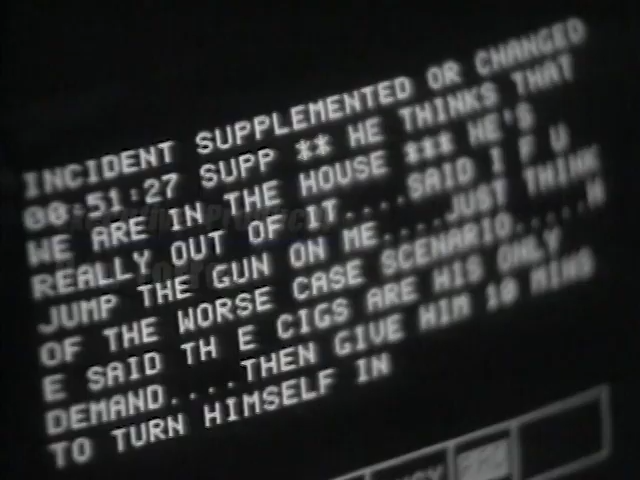 INCIDENT SUPPLEMENTED OR CHANGED
00:51:27 SUPP ** HE THINKS THAT
WE ARE IN THE HOUSE *** HE'S
REALLY OUT OF IT....SAID I F U
JUMP THE GUN ON ME....JUST THINK
OF THE WORSE CASE SCENARIO.....H
E SAID TH E CIGS ARE HIS ONLY
DEMAND....THEN GIVE HIM 10 MINS
TO TURN HIMSELF IN